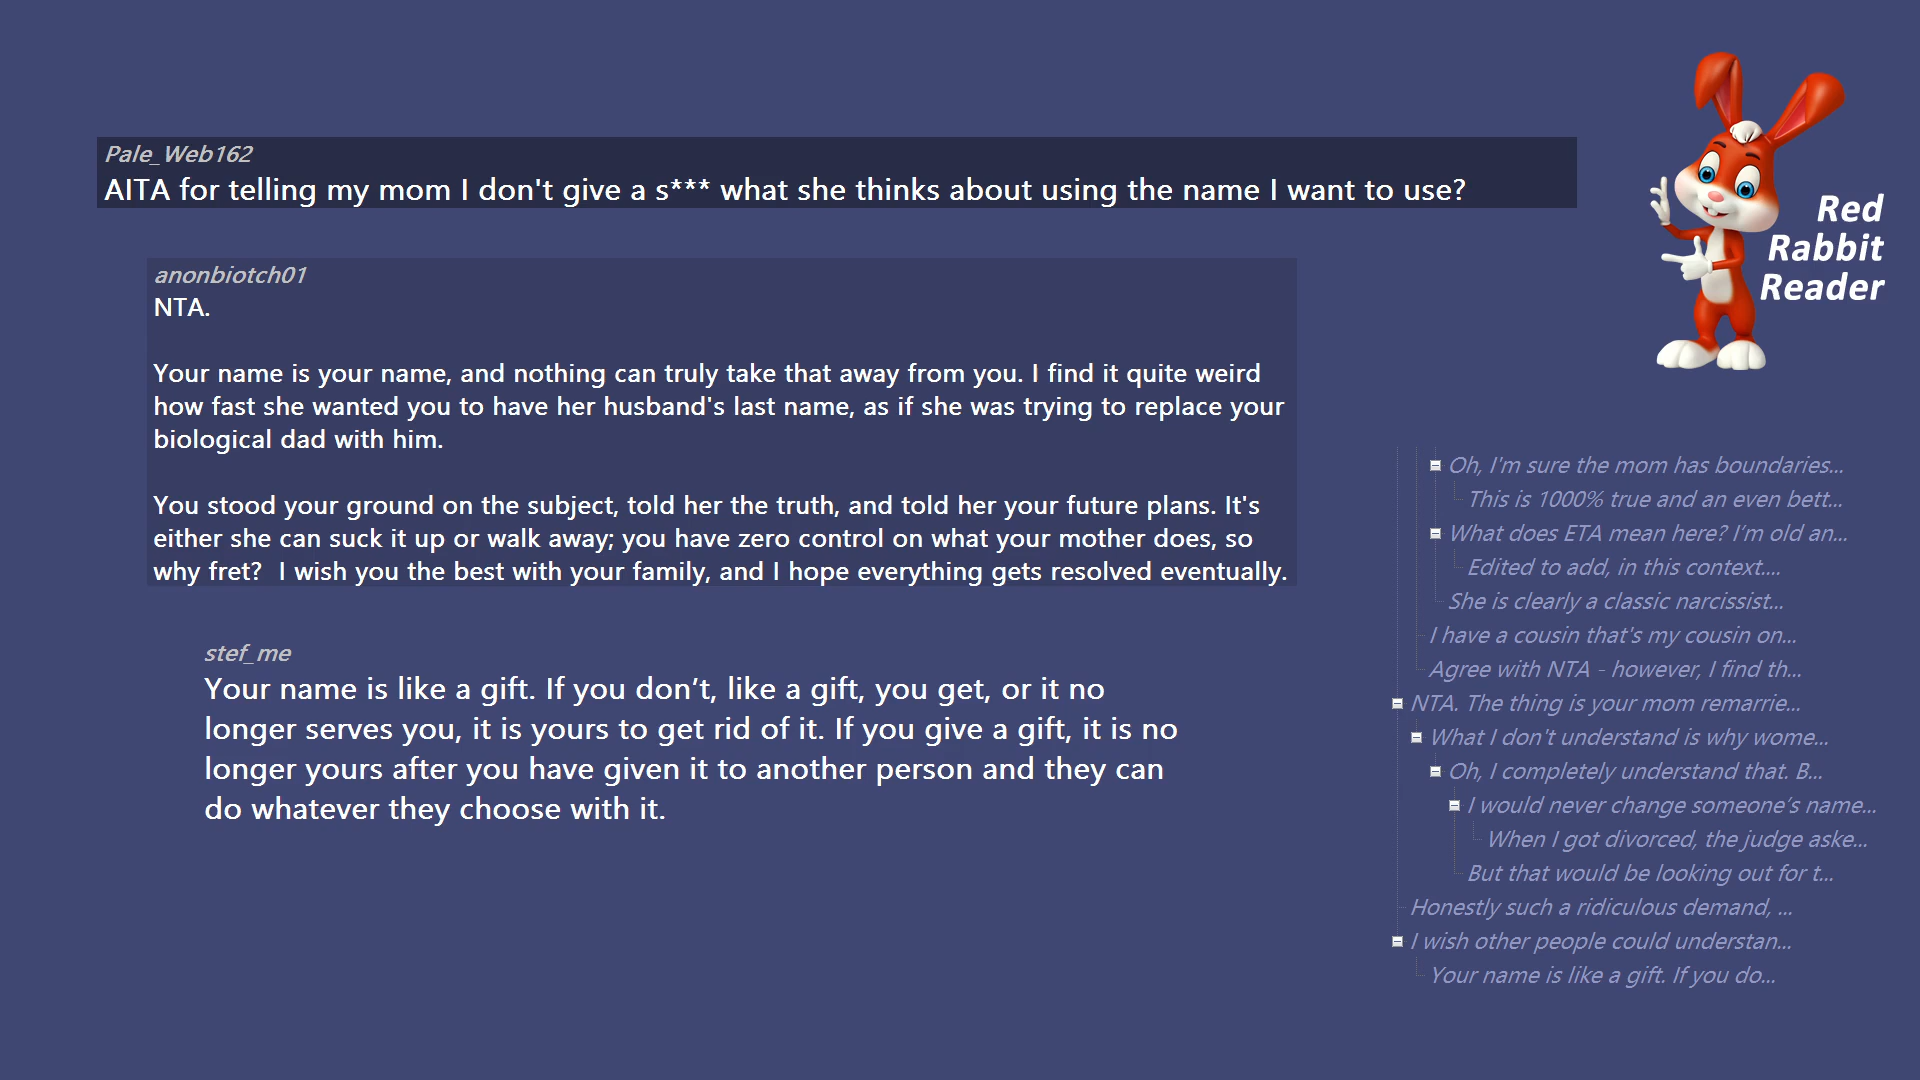 Pale_Web162
AITA for telling my mom I don't give a s*** what she thinks about using the name I want to use?
Red
Rabbit
Reader
anonbiotch01
NTA.
Your name is your name, and nothing can truly take that away from you. I find it quite weird
how fast she wanted you to have her husband's last name, as if she was trying to replace your
biological dad with him.
You stood your ground on the subject, told her the truth, and told her your future plans. It's
either she can suck it up or walk away; you have zero control on what your mother does, so
why fret?  I wish you the best with your family, and I hope everything gets resolved eventually.
stef_me
Your name is like a gift. If you don’t, like a gift, you get, or it no
longer serves you, it is yours to get rid of it. If you give a gift, it is no
longer yours after you have given it to another person and they can
do whatever they choose with it.
Oh, I'm sure the mom has boundaries...
This is 1000% true and an even bett...
What does ETA mean here? I’m old an...
Edited to add, in this context....
She is clearly a classic narcissist...
I have a cousin that's my cousin on...
Agree with NTA - however, I find th...
NTA. The thing is your mom remarrie...
What I don't understand is why wome...
Oh, I completely understand that. B...
I would never change someone’s name...
When I got divorced, the judge aske...
But that would be looking out for t...
Honestly such a ridiculous demand, ...
I wish other people could understan...
Your name is like a gift. If you do...